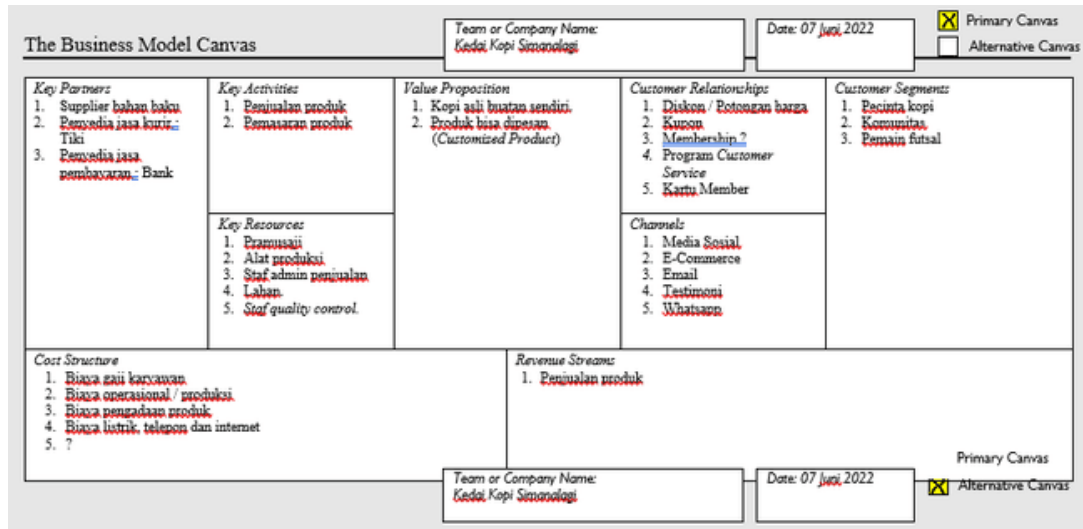 The Business Model Canvas
Team or Company Name:
Kedai Kopi Simanalagi
Date: 07 Juni 2022
Primary Canvas
Alternative Canvas
Key Partners
1. Supplier bahan baku
2. Penyedia jasa kurir :
Tiki
3. Penyedia jasa
pembayaran : Bank
Key Activities
1. Penjualan produk
2. Pemasaran produk
Key Resources
1. Pramusaji
2. Alat produksi
3. Staf admin penjualan
4. Lahan
5. Staf quality control.
Value Proposition
1. Kopi asli buatan sendiri.
2. Produk bisa dipesan
(Customized Product)
Customer Relationships
1. Diskon / Potongan harga
2. Kupon
3. Membership ?
4. Program Customer
Service
5. Kartu Member
Channels
1. Media Sosial
2. E-Commerce
3. Email
4. Testimoni
5. Whatsapp
Customer Segments
1. Pecinta kopi
2. Komunitas
3. Pemain futsal
Cost Structure
1. Biaya gaji karyawan
2. Biaya operasional / produksi
3. Biaya pengadaan produk
4. Biaya listrik, telepon dan internet
5. ?
Revenue Streams
1. Penjualan produk
Team or Company Name:
Kedai Kopi Simanalagi
Date: 07 Juni 2022
Primary Canvas
Alternative Canvas